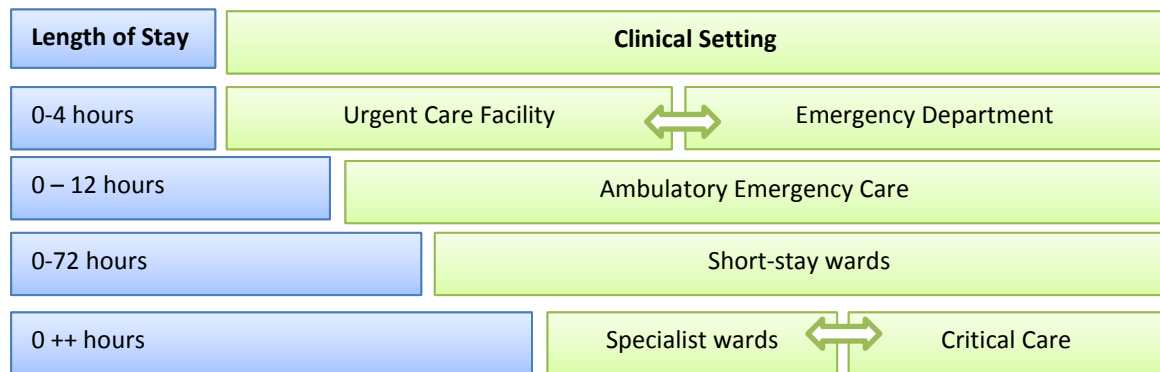 Length of Stay
Clinical Setting
0-4 hours
Urgent Care Facility
Emergency Department
0 – 12 hours
Ambulatory Emergency Care
0-72 hours
Short-stay wards
0 ++ hours
Specialist wards
Critical Care